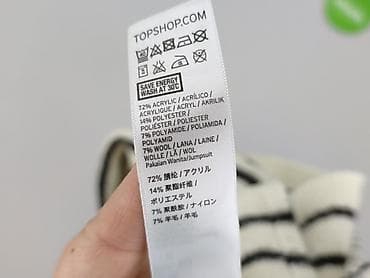 TOPSHOP.COM
SAVE ENERGY
WASH AT 30°C
72% ACRYLIC / ACRÍLICO /
ACRYLIQUE / ACRYL / AKRILIK
14% POLYESTER /
POLIÉSTER / POLYESTER
7% POLYAMIDE / POLIAMIDA /
POLYAMID
7% WOOL / LANA / LAINE /
WOLLE / LÃ / WOL
Pakaian Wanita/Jumpsuit
72% 腈纶 / アクリル
14% 聚酯纤维 /
ポリエステル
7% 聚酰胺 / ナイロン
7% 羊毛 / 羊毛